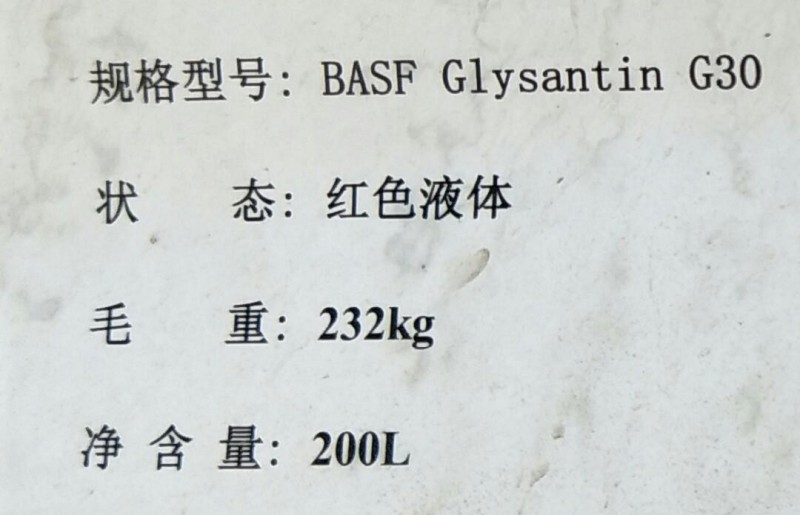 规格型号: BASF Glysantin G30
状 态: 红色液体
毛 重: 232kg
净 含 量: 200L